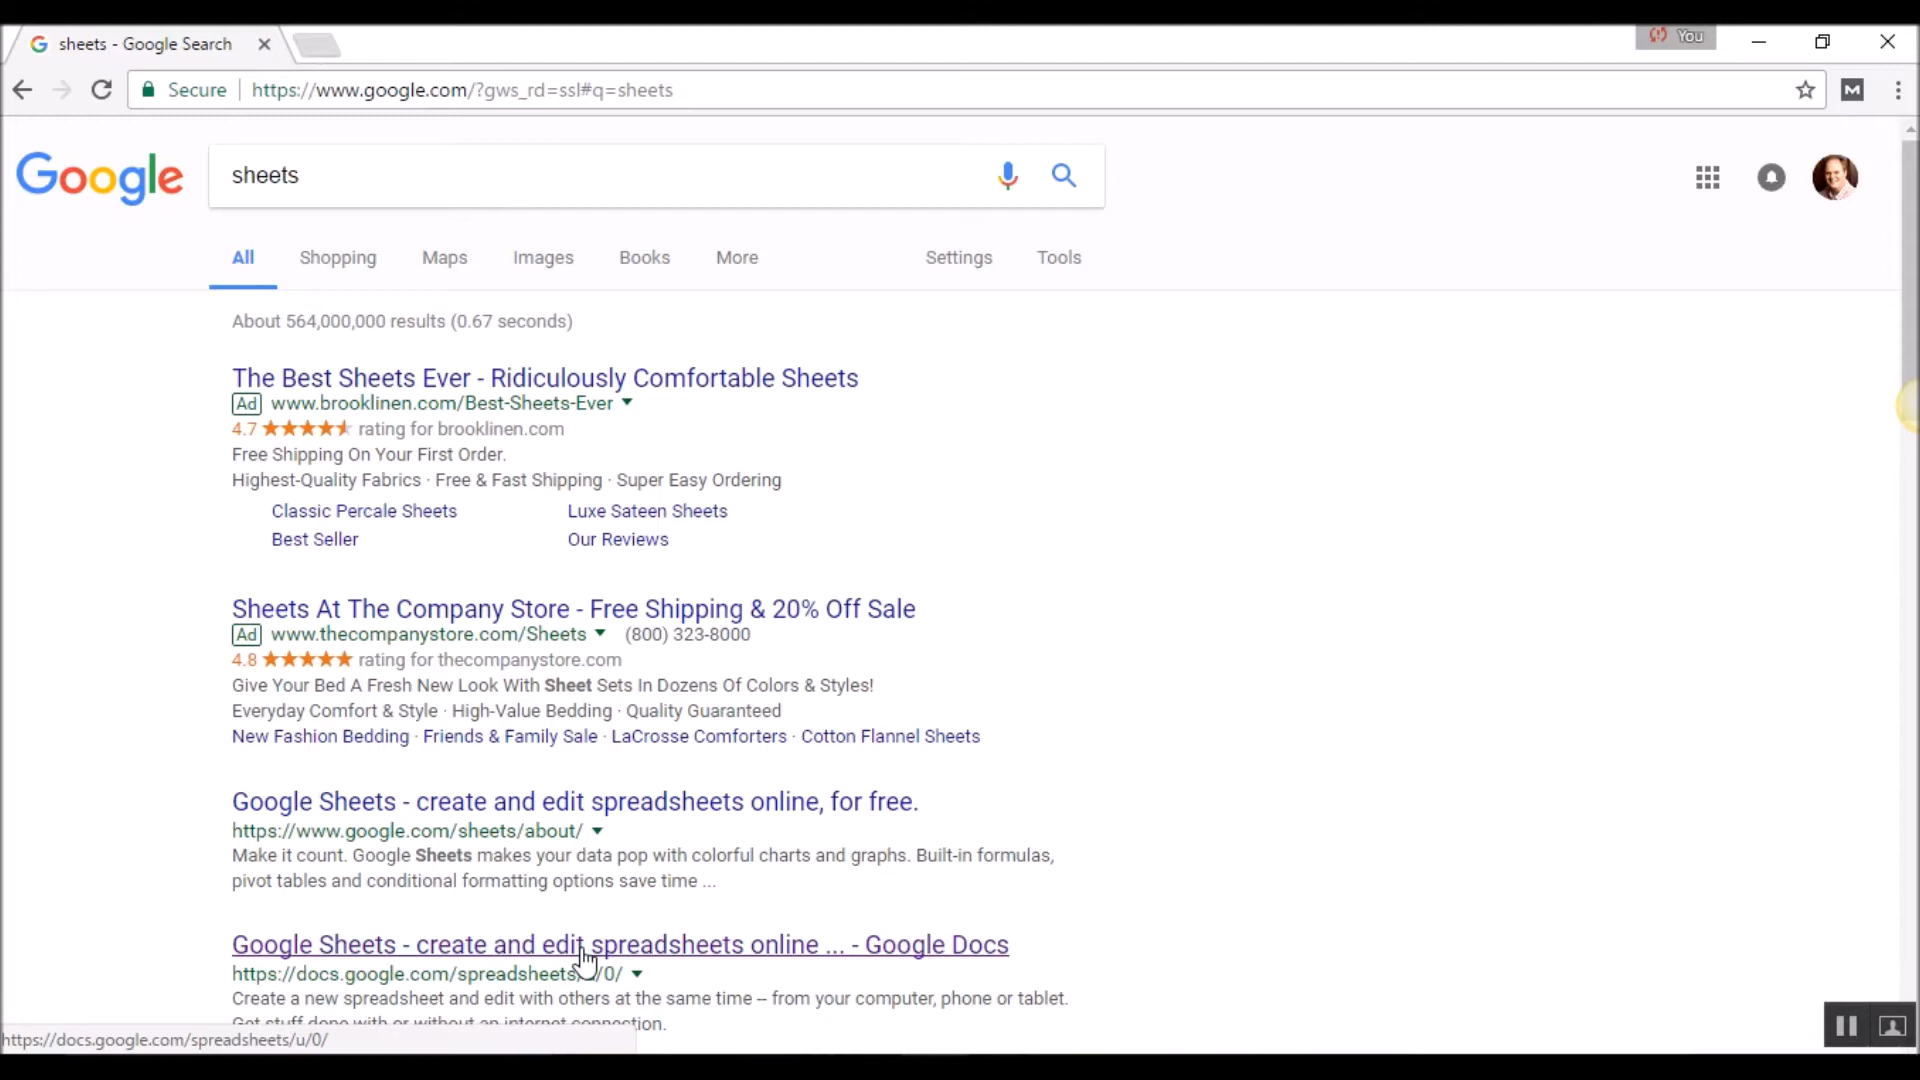 sheets - Google Search
You
Secure https://www.google.com/?gws_rd=ssl#q=sheets
M
Google
sheets
All Shopping Maps Images Books More Settings Tools
About 564,000,000 results (0.67 seconds)
The Best Sheets Ever - Ridiculously Comfortable Sheets
Ad www.brooklinen.com/Best-Sheets-Ever
4.7 rating for brooklinen.com
Free Shipping On Your First Order.
Highest-Quality Fabrics · Free & Fast Shipping · Super Easy Ordering
Classic Percale Sheets Luxe Sateen Sheets
Best Seller Our Reviews
Sheets At The Company Store - Free Shipping & 20% Off Sale
Ad www.thecompanystore.com/Sheets (800) 323-8000
4.8 rating for thecompanystore.com
Give Your Bed A Fresh New Look With Sheet Sets In Dozens Of Colors & Styles!
Everyday Comfort & Style · High-Value Bedding · Quality Guaranteed
New Fashion Bedding · Friends & Family Sale · LaCrosse Comforters · Cotton Flannel Sheets
Google Sheets - create and edit spreadsheets online, for free.
https://www.google.com/sheets/about/
Make it count. Google Sheets makes your data pop with colorful charts and graphs. Built-in formulas,
pivot tables and conditional formatting options save time ...
Google Sheets - create and edit spreadsheets online ... - Google Docs
https://docs.google.com/spreadsheets/u/0/
Create a new spreadsheet and edit with others at the same time -- from your computer, phone or tablet.
Get stuff done with or without an internet connection.
https://docs.google.com/spreadsheets/u/0/